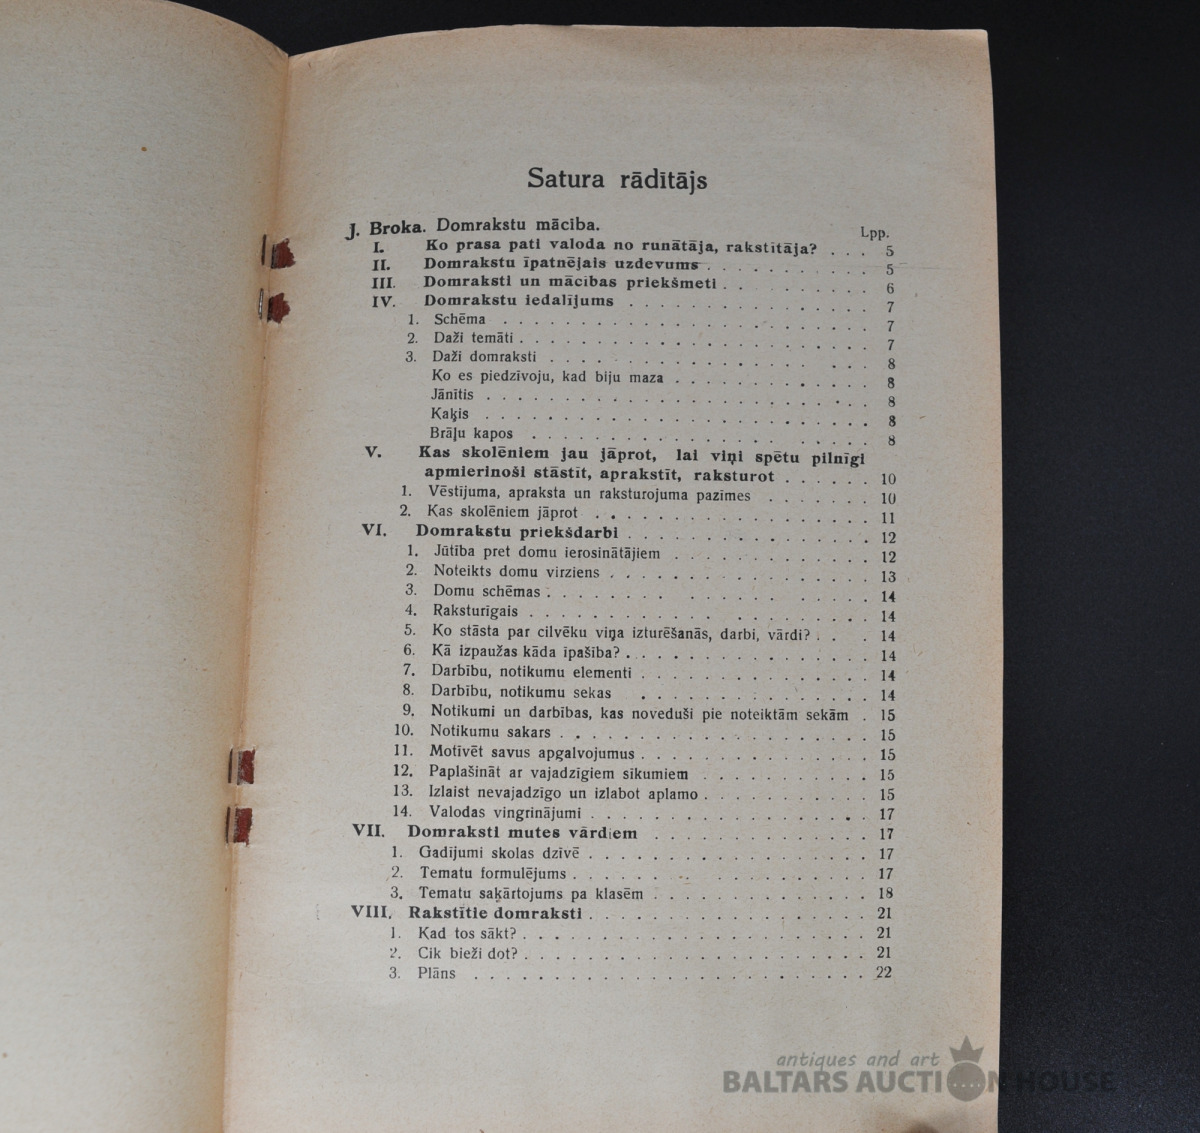 Satura rādītājs
J. Broka. Domrakstu mācība.
Lpp.
I. Ko prasa pati valoda no runātāja, rakstītāja? . . . 5
II. Domrakstu īpatnējais uzdevums . . . . . . . . . . 5
III. Domraksti un mācības priekšmeti . . . . . . . . . 6
IV. Domrakstu iedalījums . . . . . . . . . . . . . . 7
1. Schēma . . . . . . . . . . . . . . . . . . . . 7
2. Daži temāti . . . . . . . . . . . . . . . . . . . 7
3. Daži domraksti . . . . . . . . . . . . . . . . . 8
Ko es piedzīvoju, kad biju maza . . . . . . . . . . . 8
Jānītis . . . . . . . . . . . . . . . . . . . . . 8
Kaķis . . . . . . . . . . . . . . . . . . . . . 8
Brāļu kapos . . . . . . . . . . . . . . . . . . 8
V. Kas skolēniem jau jāprot, lai viņi spētu pilnīgi
apmierinoši stāstīt, aprakstīt, raksturot . . . . . . 10
1. Vēstījuma, apraksta un raksturojuma pazīmes . . . . . . 10
2. Kas skolēniem jāprot . . . . . . . . . . . . . . . 11
VI. Domrakstu priekšdarbi . . . . . . . . . . . . . 12
1. Jūtība pret domu ierosinātājiem . . . . . . . . . . . 12
2. Noteikts domu virziens . . . . . . . . . . . . . . 13
3. Domu schēmas . . . . . . . . . . . . . . . . . 14
4. Raksturīgais . . . . . . . . . . . . . . . . . . 14
5. Ko stāsta par cilvēku viņa izturēšanās, darbi, vārdi? . . . 14
6. Kā izpaužas kāda īpašība? . . . . . . . . . . . . . 14
7. Darbību, notikumu elementi . . . . . . . . . . . . 14
8. Darbību, notikumu sekas . . . . . . . . . . . . 14
9. Notikumi un darbības, kas noveduši pie noteiktām sekām . 15
10. Notikumu sakars . . . . . . . . . . . . . . . . . 15
11. Motīvēt savus apgalvojumus . . . . . . . . . . . . 15
12. Paplašināt ar vajadzīgiem sīkumiem . . . . . . . . . 15
13. Izlaist nevajadzīgo un izlabot aplamo . . . . . . . . . 15
14. Valodas vingrinājumi . . . . . . . . . . . . . . . 17
VII. Domraksti mutes vārdiem . . . . . . . . . . . . 17
1. Gadījumi skolas dzīvē . . . . . . . . . . . . . . . 17
2. Tematu formulējums . . . . . . . . . . . . . . . . 17
3. Tematu sakārtojums pa klasēm . . . . . . . . . . . . 18
VIII. Rakstītie domraksti . . . . . . . . . . . . . . . 21
1. Kad tos sākt? . . . . . . . . . . . . . . . . . . . 21
2. Cik bieži dot? . . . . . . . . . . . . . . . . . . . 21
3. Plāns . . . . . . . . . . . . . . . . . . . . . . 22
antiques and art
BALTARS AUCTION HOUSE